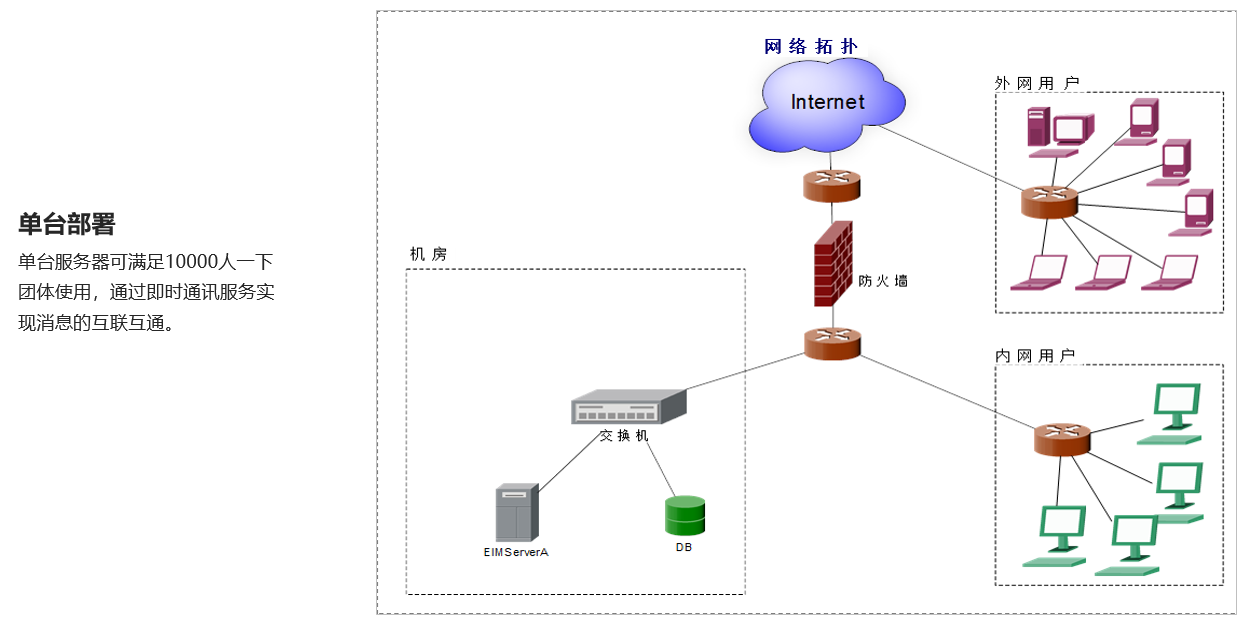 单台部署
单台服务器可满足10000人一下
团体使用，通过即时通讯服务实
现消息的互联互通。
网络拓扑
Internet
外网用户
机房
防火墙
内网用户
交换机
EIMServerA
DB